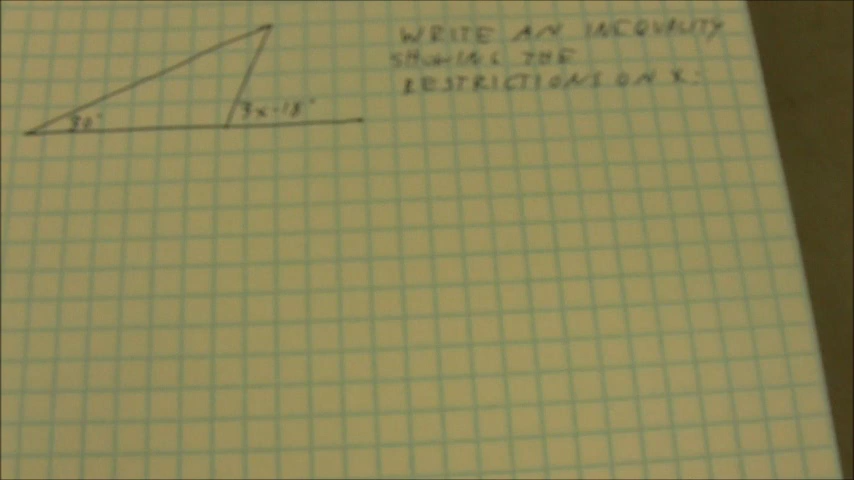 WRITE AN INEQUALITY
SHOWING THE
RESTRICTIONS ON X:
30°
3x-18°